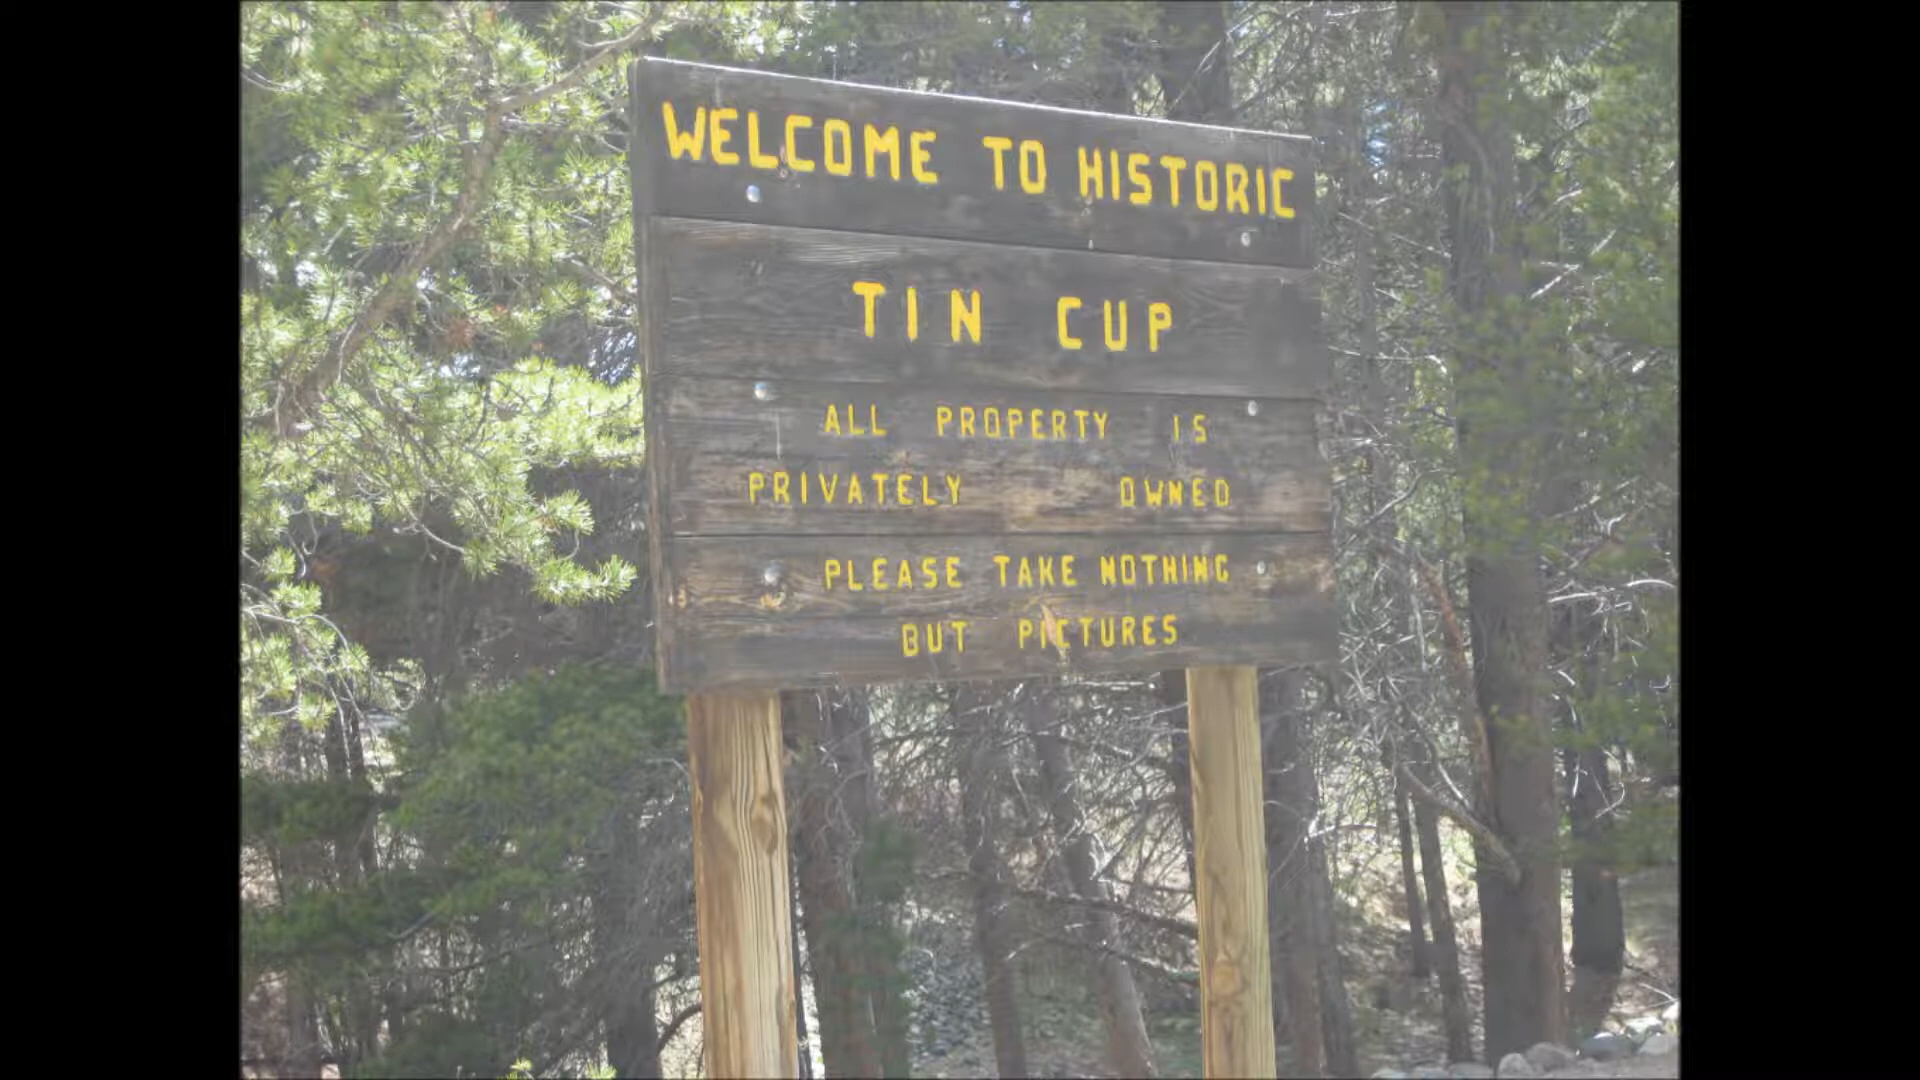 WELCOME TO HISTORIC
TIN CUP
ALL PROPERTY IS
PRIVATELY OWNED
PLEASE TAKE NOTHING
BUT PICTURES